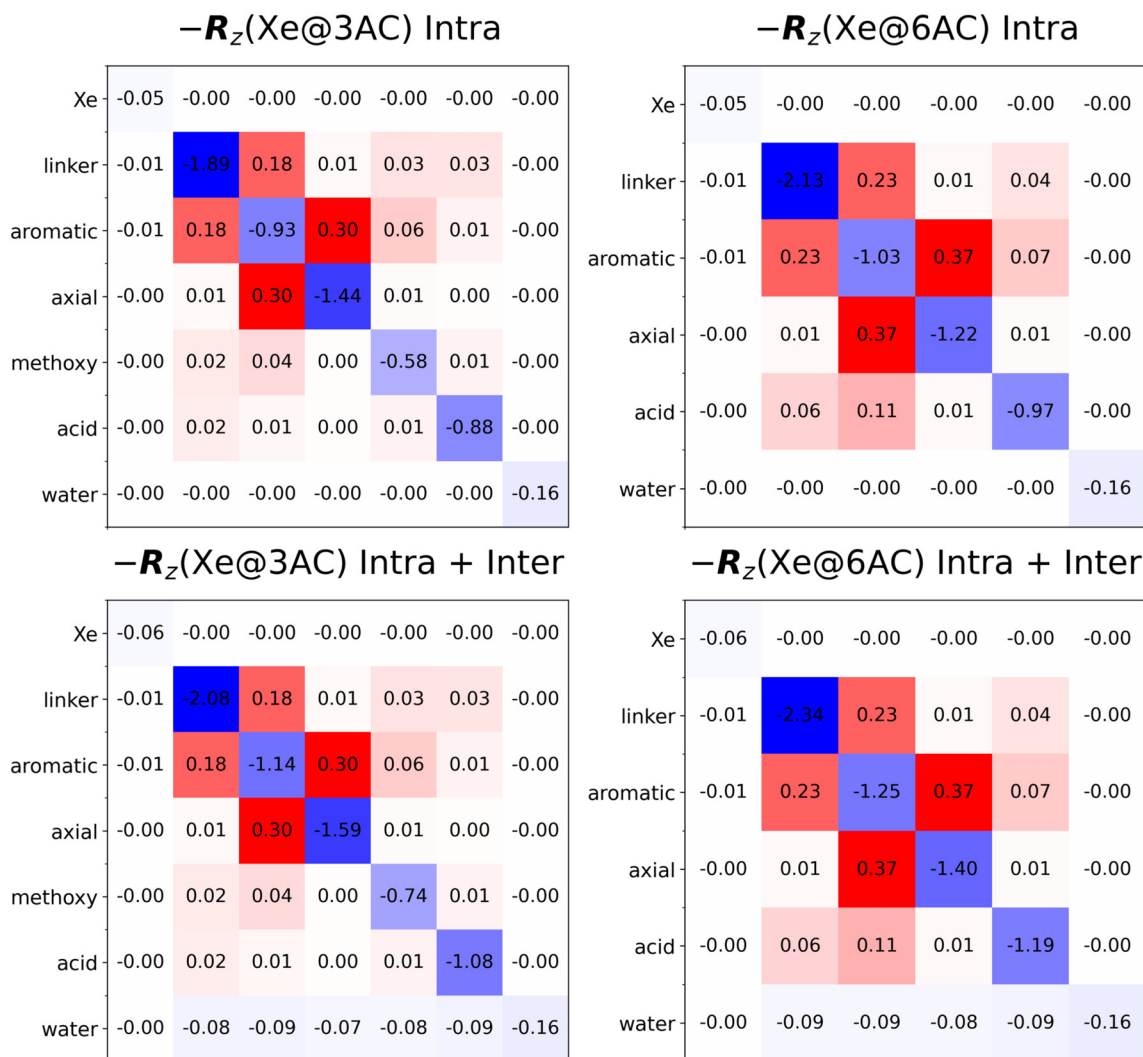 −Rz(Xe@3AC) Intra
Xe -0.05 -0.00 -0.00 -0.00 -0.00 -0.00 -0.00
linker -0.01 -1.89 0.18 0.01 0.03 0.03 -0.00
aromatic -0.01 0.18 -0.93 0.30 0.06 0.01 -0.00
axial -0.00 0.01 0.30 -1.44 0.01 0.00 -0.00
methoxy -0.00 0.02 0.04 0.00 -0.58 0.01 -0.00
acid -0.00 0.02 0.01 0.00 0.01 -0.88 -0.00
water -0.00 -0.00 -0.00 -0.00 -0.00 -0.00 -0.16
−Rz(Xe@6AC) Intra
Xe -0.05 -0.00 -0.00 -0.00 -0.00 -0.00
linker -0.01 -2.13 0.23 0.01 0.04 -0.00
aromatic -0.01 0.23 -1.03 0.37 0.07 -0.00
axial -0.00 0.01 0.37 -1.22 0.01 -0.00
acid -0.00 0.06 0.11 0.01 -0.97 -0.00
water -0.00 -0.00 -0.00 -0.00 -0.00 -0.16
−Rz(Xe@3AC) Intra + Inter
Xe -0.06 -0.00 -0.00 -0.00 -0.00 -0.00 -0.00
linker -0.01 -2.08 0.18 0.01 0.03 0.03 -0.00
aromatic -0.01 0.18 -1.14 0.30 0.06 0.01 -0.00
axial -0.00 0.01 0.30 -1.59 0.01 0.00 -0.00
methoxy -0.00 0.02 0.04 0.00 -0.74 0.01 -0.00
acid -0.00 0.02 0.01 0.00 0.01 -1.08 -0.00
water -0.00 -0.08 -0.09 -0.07 -0.08 -0.09 -0.16
−Rz(Xe@6AC) Intra + Inter
Xe -0.06 -0.00 -0.00 -0.00 -0.00 -0.00
linker -0.01 -2.34 0.23 0.01 0.04 -0.00
aromatic -0.01 0.23 -1.25 0.37 0.07 -0.00
axial -0.00 0.01 0.37 -1.40 0.01 -0.00
acid -0.00 0.06 0.11 0.01 -1.19 -0.00
water -0.00 -0.09 -0.09 -0.08 -0.09 -0.16